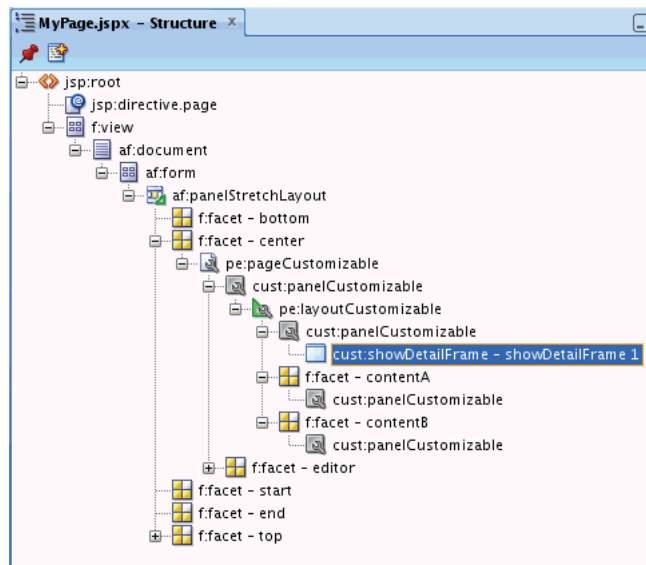 MyPage.jspx - Structure x
jsp:root
jsp:directive.page
f:view
af:document
af:form
af:panelStretchLayout
f:facet - bottom
f:facet - center
pe:pageCustomizable
cust:panelCustomizable
pe:layoutCustomizable
cust:panelCustomizable
cust:showDetailFrame - showDetailFrame 1
f:facet - contentA
cust:panelCustomizable
f:facet - contentB
cust:panelCustomizable
f:facet - editor
f:facet - start
f:facet - end
f:facet - top